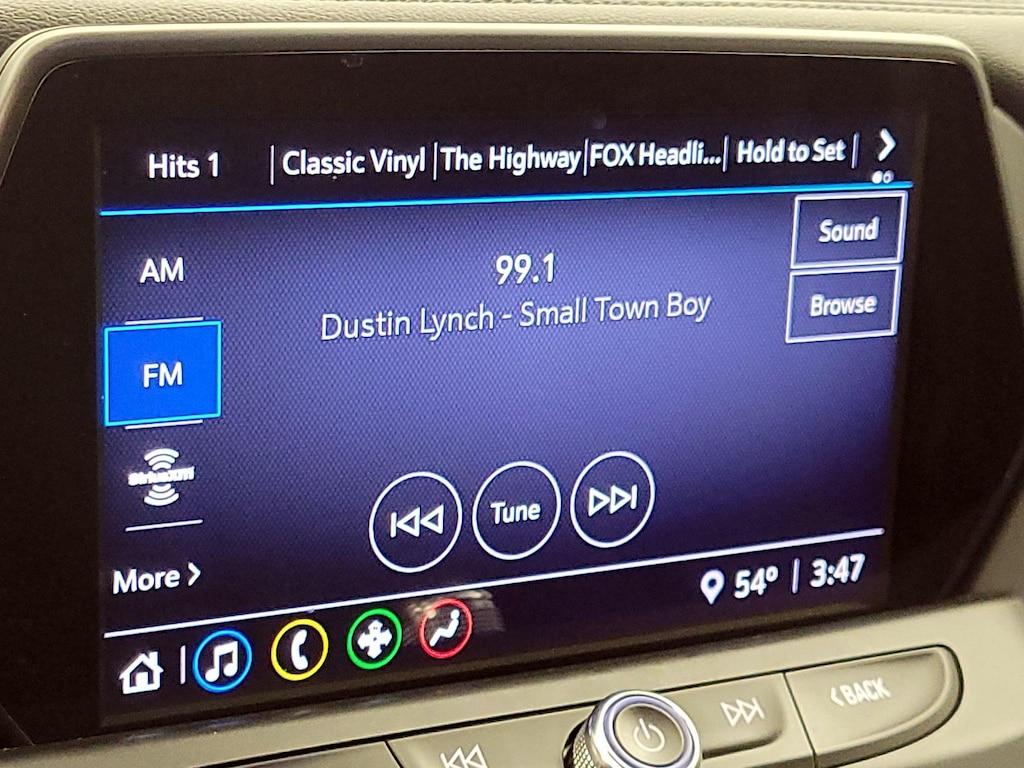 Hits 1 | Classic Vinyl | The Highway | FOX Headli... | Hold to Set |
Sound
AM
99.1
Browse
Dustin Lynch - Small Town Boy
FM
SiriusXM
Tune
More
54° | 3:47
BACK